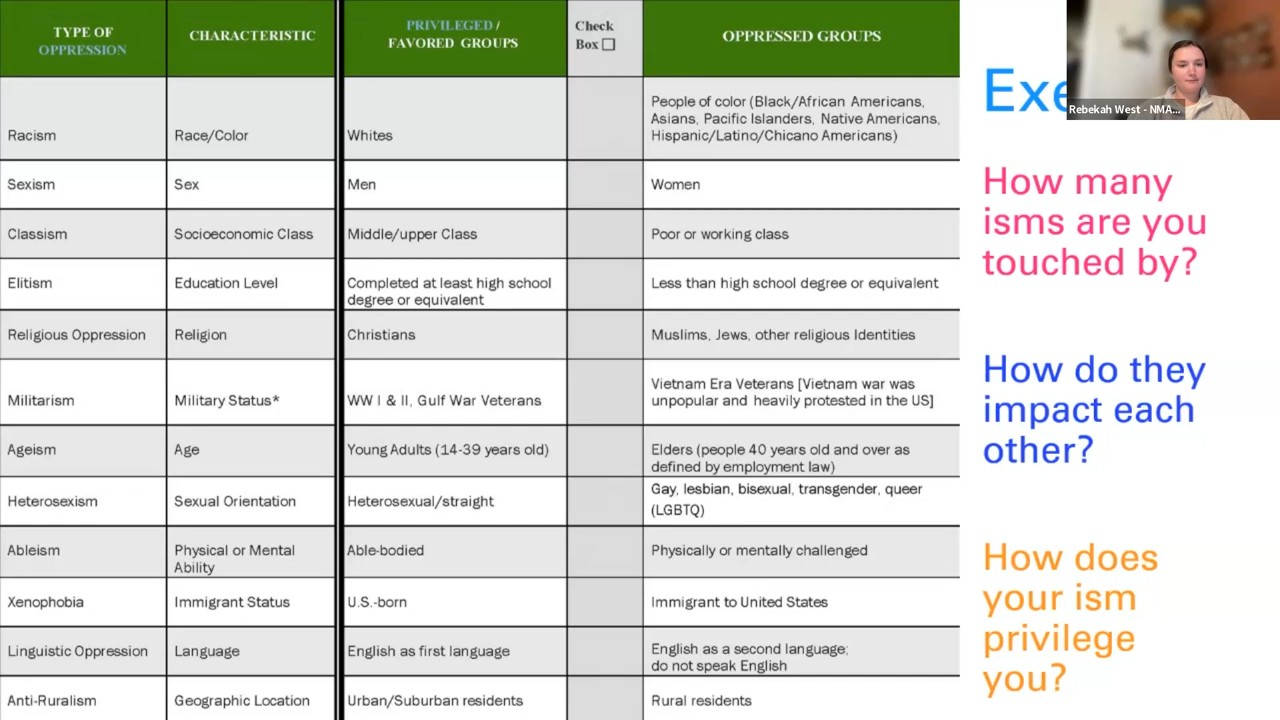 TYPE OF
OPPRESSION
CHARACTERISTIC
PRIVILEGED /
FAVORED GROUPS
Check
Box ☐
OPPRESSED GROUPS
Racism
Race/Color
Whites
People of color (Black/African Americans,
Asians, Pacific Islanders, Native Americans,
Hispanic/Latino/Chicano Americans)
Sexism
Sex
Men
Women
Classism
Socioeconomic Class
Middle/upper Class
Poor or working class
Elitism
Education Level
Completed at least high school
degree or equivalent
Less than high school degree or equivalent
Religious Oppression
Religion
Christians
Muslims, Jews, other religious Identities
Militarism
Military Status*
WW I & II, Gulf War Veterans
Vietnam Era Veterans [Vietnam war was
unpopular and heavily protested in the US]
Ageism
Age
Young Adults (14-39 years old)
Elders (people 40 years old and over as
defined by employment law)
Heterosexism
Sexual Orientation
Heterosexual/straight
Gay, lesbian, bisexual, transgender, queer
(LGBTQ)
Ableism
Physical or Mental
Ability
Able-bodied
Physically or mentally challenged
Xenophobia
Immigrant Status
U.S.-born
Immigrant to United States
Linguistic Oppression
Language
English as first language
English as a second language;
do not speak English
Anti-Ruralism
Geographic Location
Urban/Suburban residents
Rural residents
Exe
Rebekah West - NMA...
How many
isms are you
touched by?
How do they
impact each
other?
How does
your ism
privilege
you?